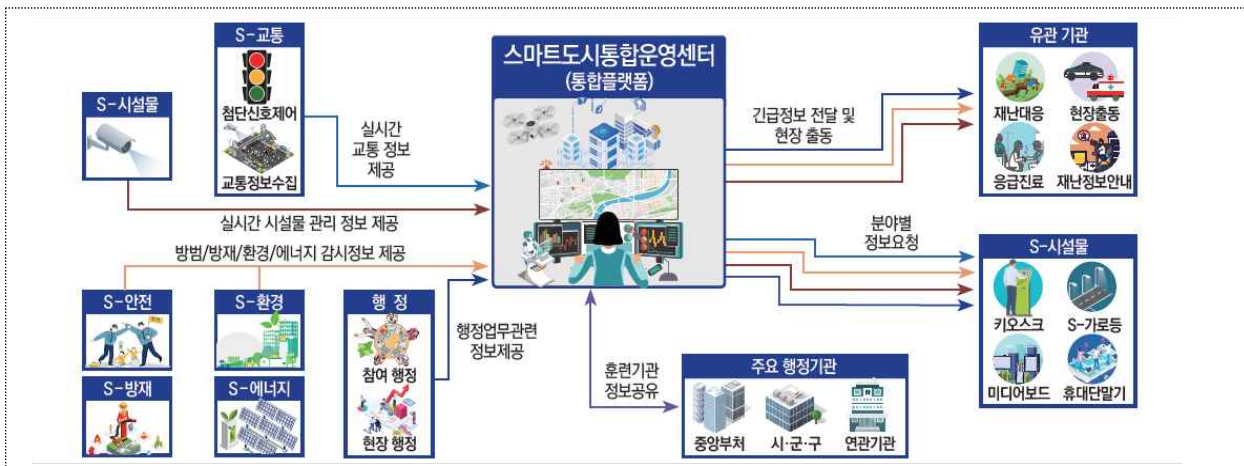 S-교통
첨단신호제어
교통정보수집
S-시설물
실시간
교통 정보
제공
실시간 시설물 관리 정보 제공
방범/방재/환경/에너지 감시정보 제공
S-안전
S-환경
S-방재
S-에너지
행 정
참여 행정
현장 행정
행정업무관련
정보제공
스마트도시통합운영센터
(통합플랫폼)
훈련기관
정보공유
주요 행정기관
중앙부처
시·군·구
연관기관
긴급정보 전달 및
현장 출동
유관 기관
재난대응
현장출동
응급진료
재난정보안내
분야별
정보요청
S-시설물
키오스크
S-가로등
미디어보드
휴대단말기